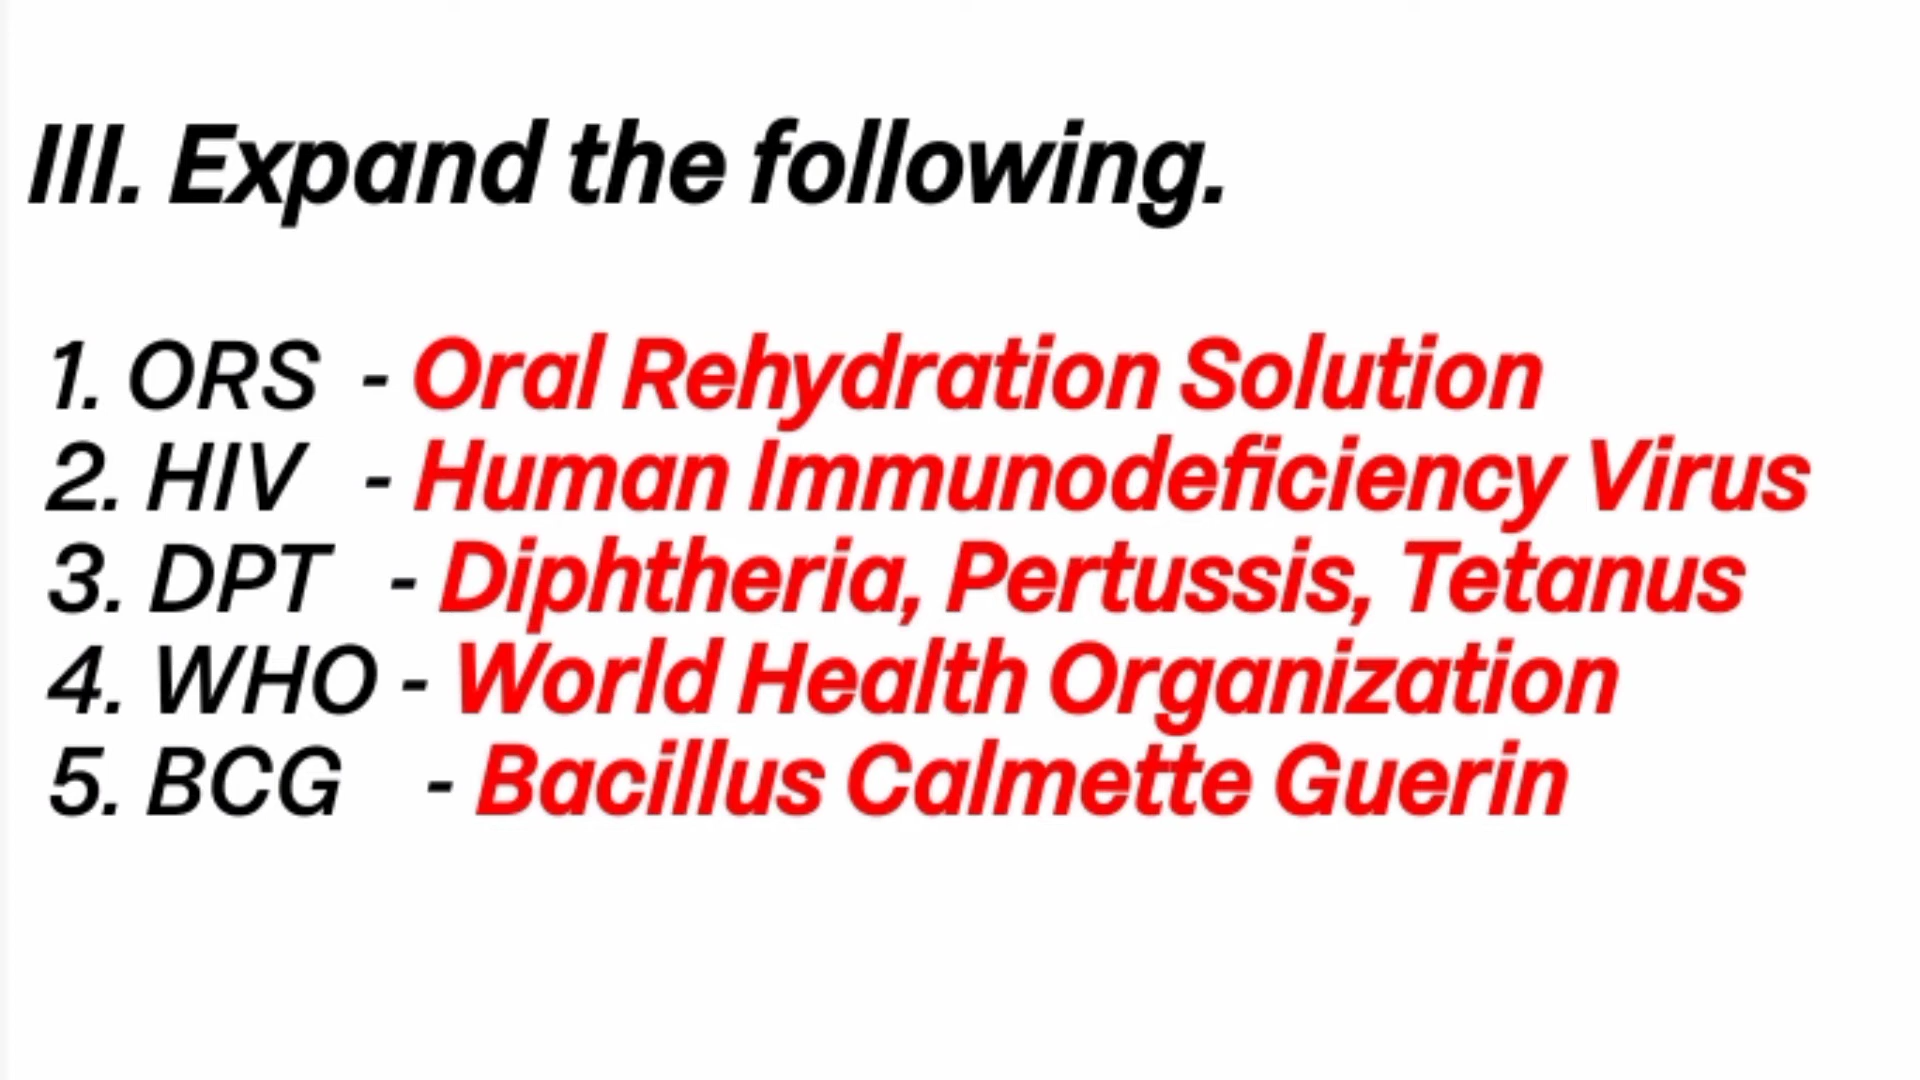 III. Expand the following.
1. ORS - Oral Rehydration Solution
2. HIV - Human Immunodeficiency Virus
3. DPT - Diphtheria, Pertussis, Tetanus
4. WHO - World Health Organization
5. BCG - Bacillus Calmette Guerin